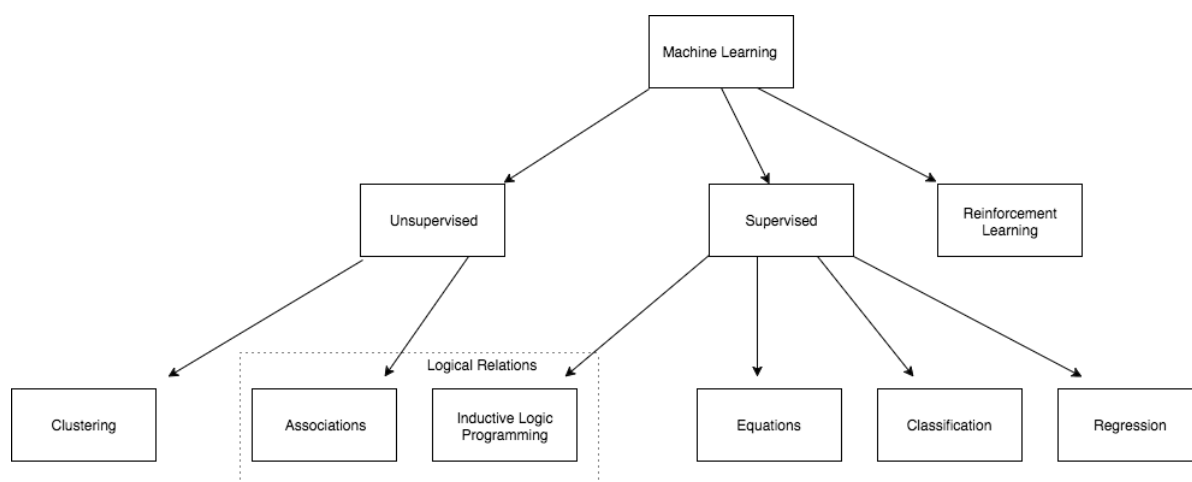 Machine Learning
Unsupervised
Supervised
Reinforcement
Learning
Logical Relations
Clustering
Associations
Inductive Logic
Programming
Equations
Classification
Regression